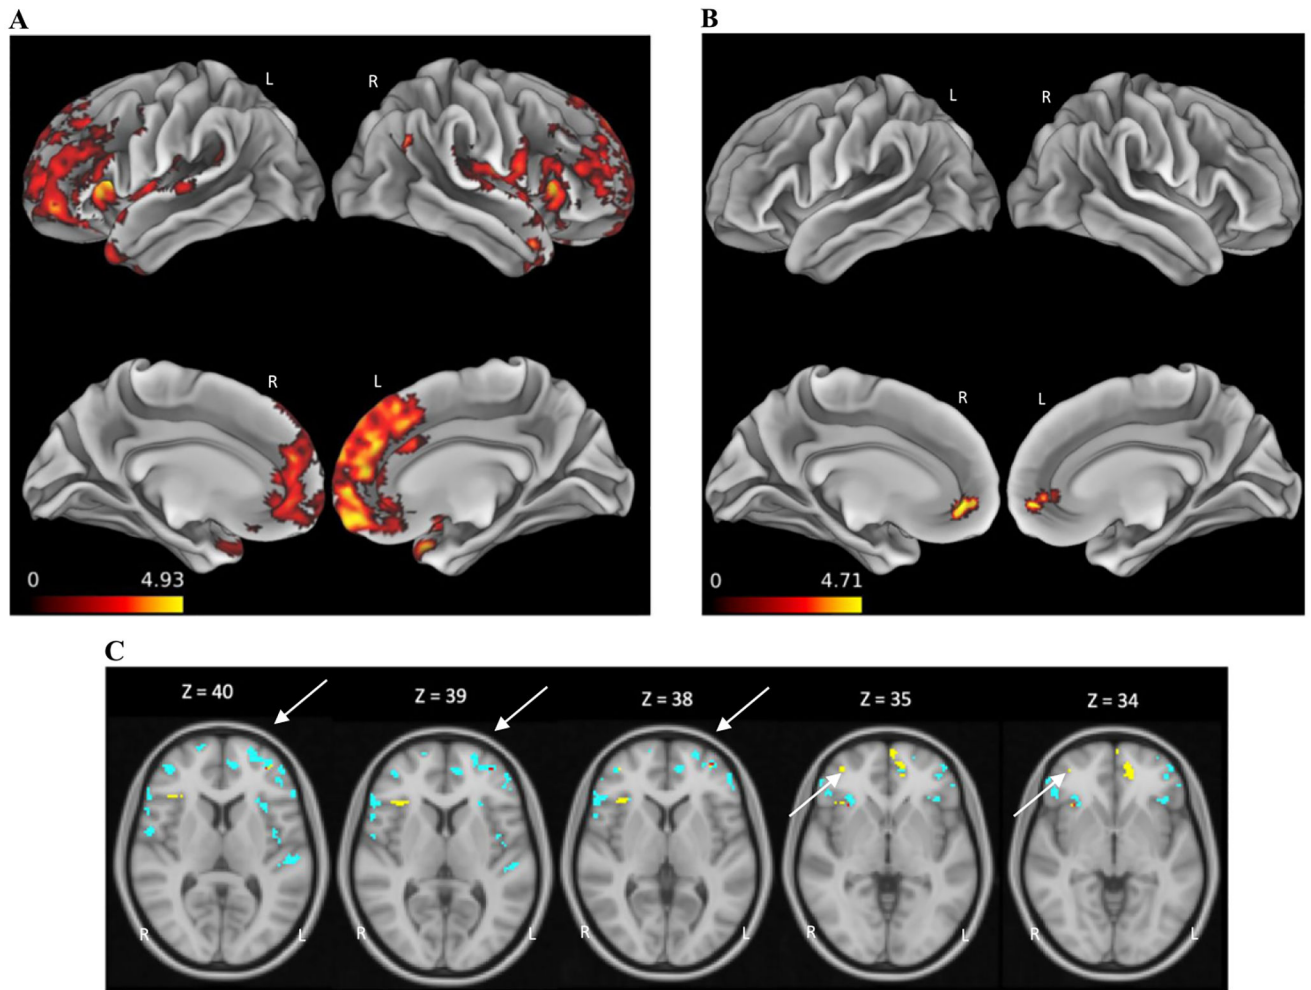 A
B
L
R
L
R
R
L
R
L
0
4.93
0
4.71
C
Z = 40
Z = 39
Z = 38
Z = 35
Z = 34
R
L
R
L
R
L
R
L
R
L